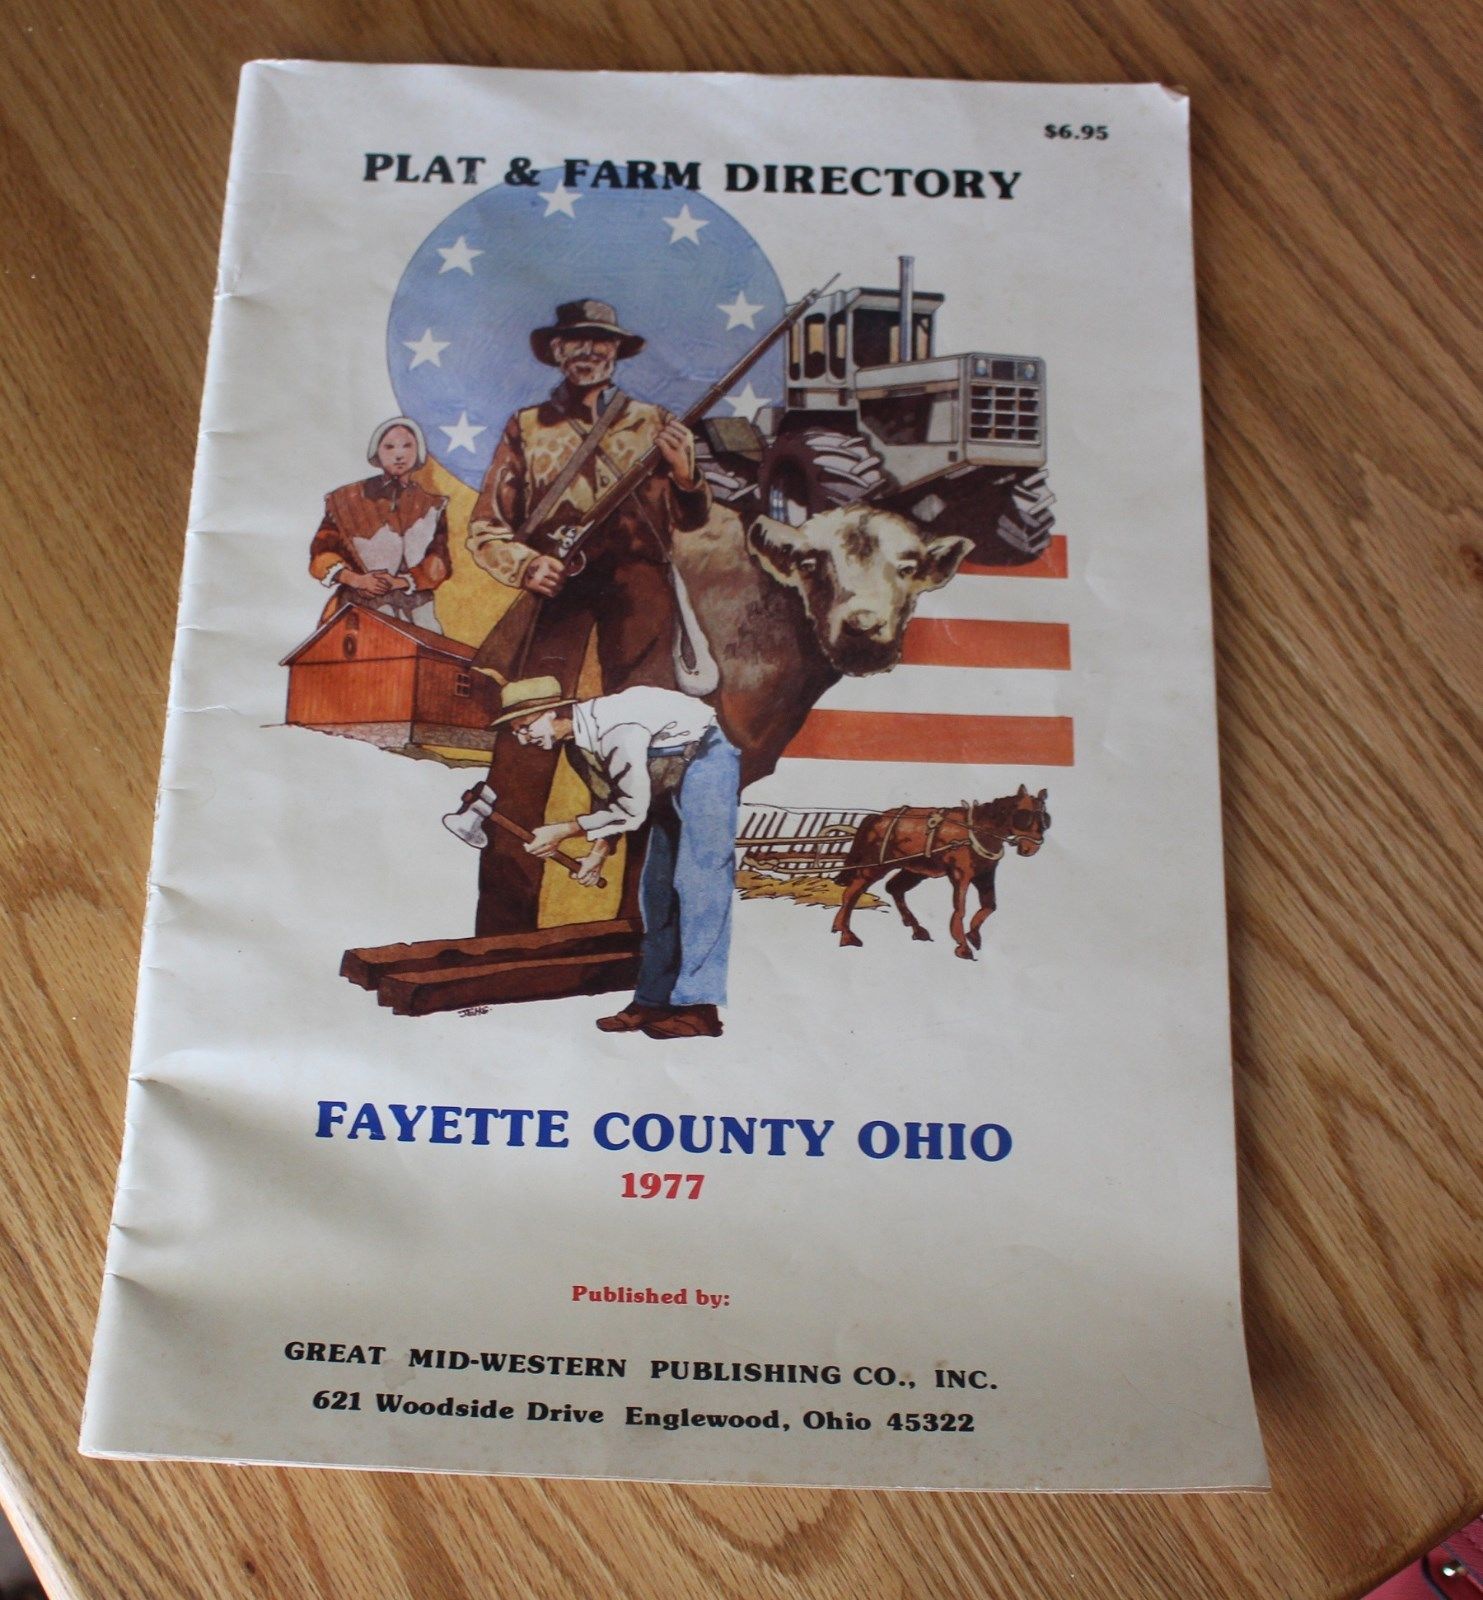 $6.95
PLAT & FARM DIRECTORY
FAYETTE COUNTY OHIO
1977
Published by:
GREAT MID-WESTERN PUBLISHING CO., INC.
621 Woodside Drive Englewood, Ohio 45322